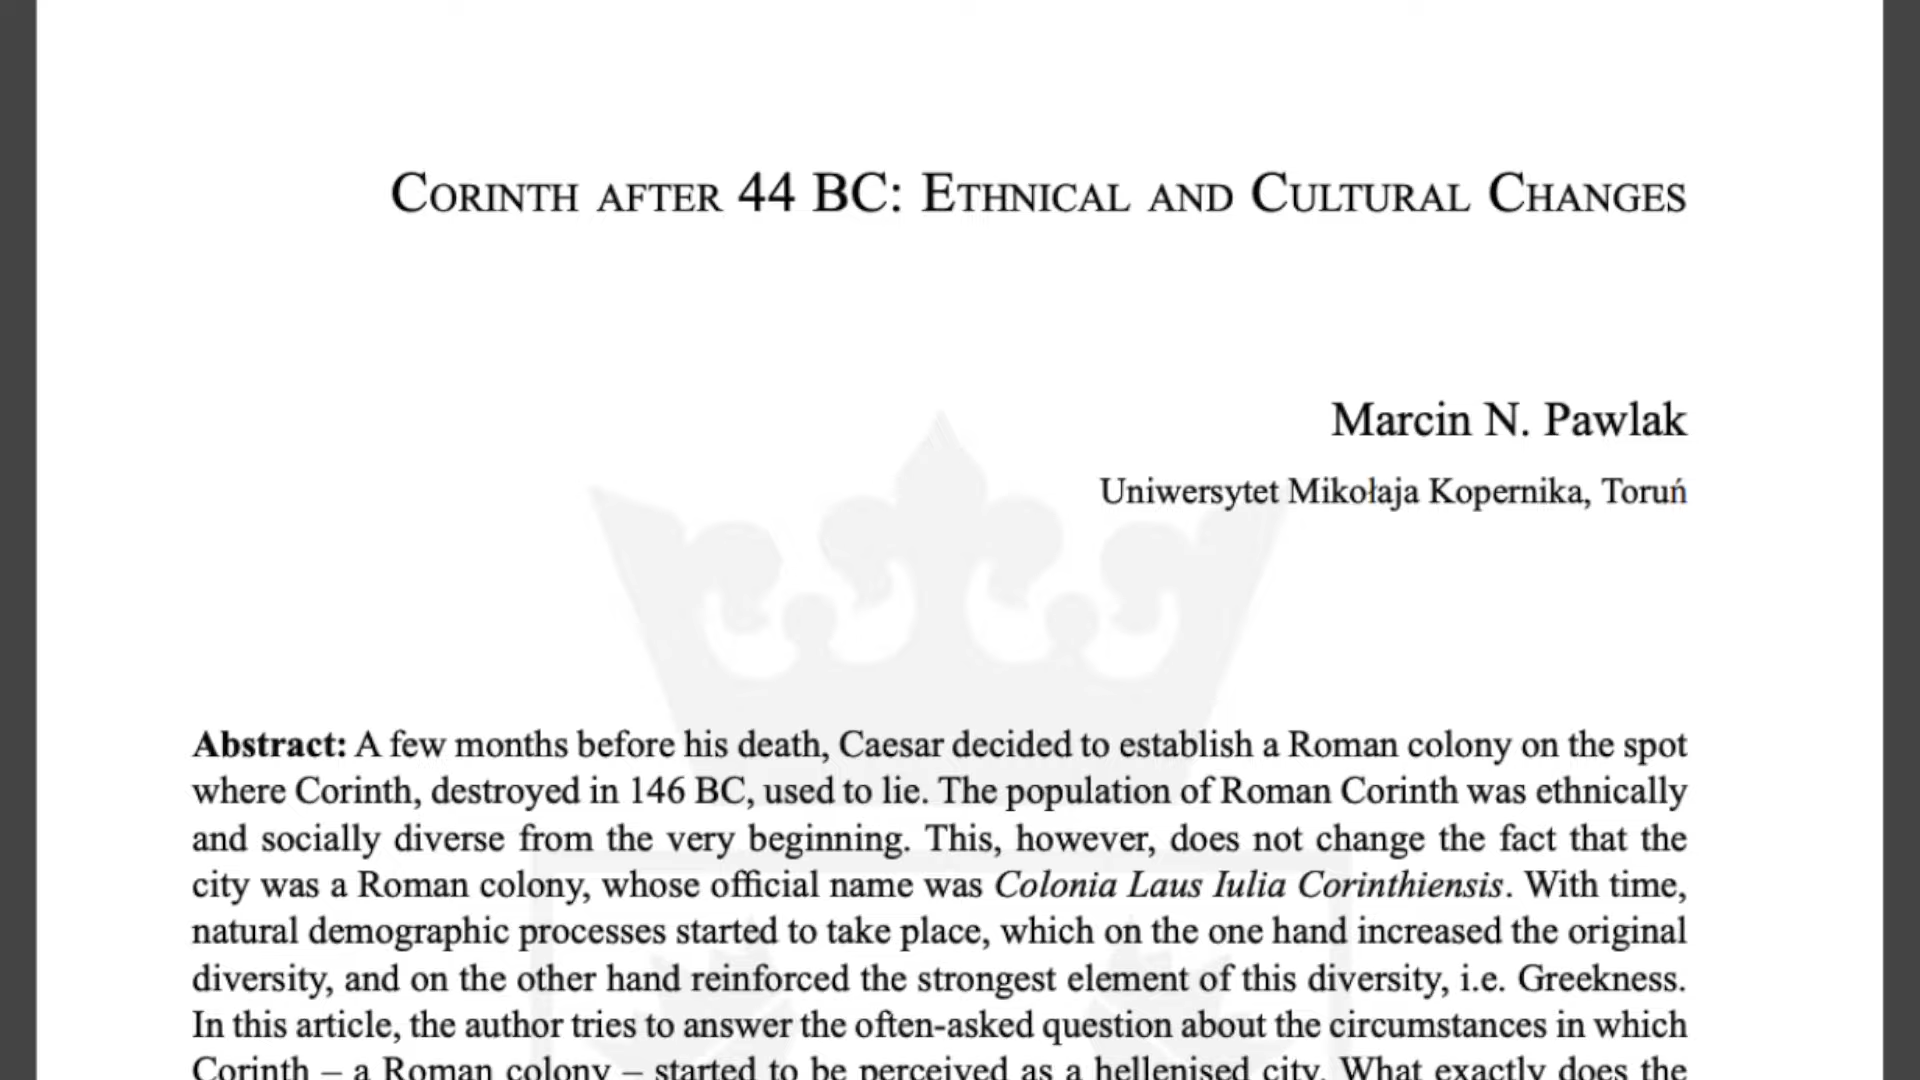 CORINTH AFTER 44 BC: ETHNICAL AND CULTURAL CHANGES
Marcin N. Pawlak
Uniwersytet Mikołaja Kopernika, Toruń
Abstract: A few months before his death, Caesar decided to establish a Roman colony on the spot
where Corinth, destroyed in 146 BC, used to lie. The population of Roman Corinth was ethnically
and socially diverse from the very beginning. This, however, does not change the fact that the
city was a Roman colony, whose official name was Colonia Laus Iulia Corinthiensis. With time,
natural demographic processes started to take place, which on the one hand increased the original
diversity, and on the other hand reinforced the strongest element of this diversity, i.e. Greekness.
In this article, the author tries to answer the often-asked question about the circumstances in which
Corinth – a Roman colony – started to be perceived as a hellenised city. What exactly does the